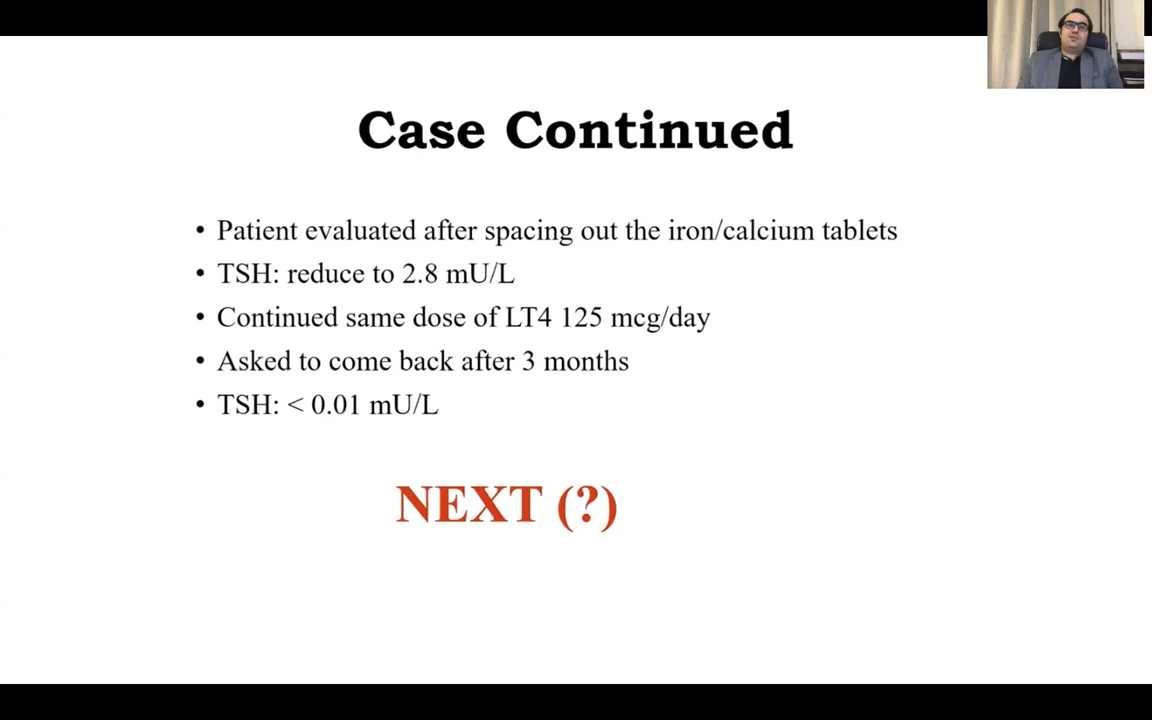 Case Continued
• Patient evaluated after spacing out the iron/calcium tablets
• TSH: reduce to 2.8 mU/L
• Continued same dose of LT4 125 mcg/day
• Asked to come back after 3 months
• TSH: < 0.01 mU/L
NEXT (?)